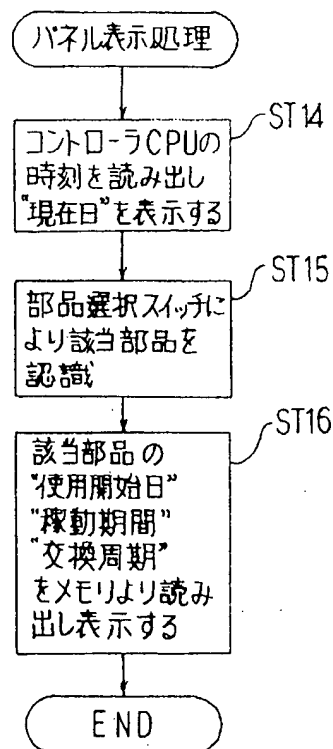 パネル表示処理
ST14
コントローラCPUの
時刻を読み出し
"現在日"を表示する
ST15
部品選択スイッチに
より該当部品を
認識
ST16
該当部品の
"使用開始日"
"稼動期間"
"交換周期"
をメモリより読み
出し表示する
END